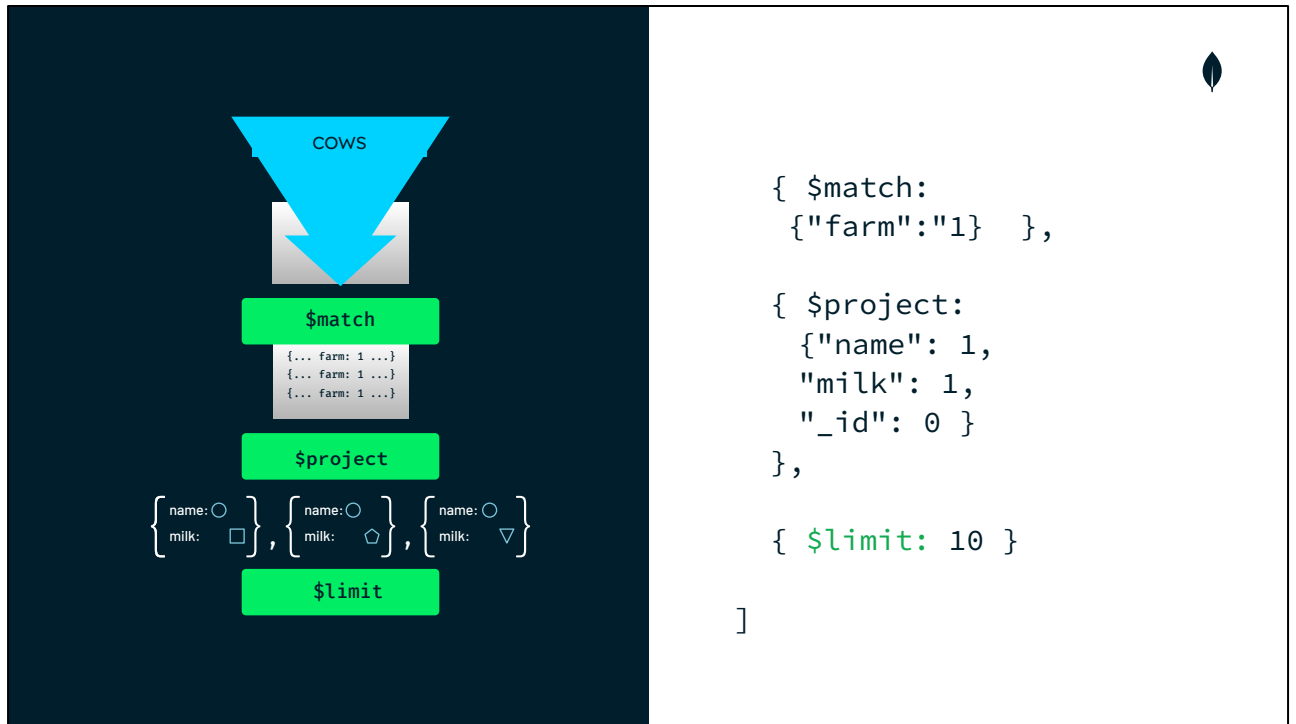 COWS
$match
{... farm: 1 ...}
{... farm: 1 ...}
{... farm: 1 ...}
$project
{ name: milk: }, { name: milk: }, { name: milk: }
$limit
{ $match:
{"farm":"1} },
{ $project:
{"name": 1,
"milk": 1,
"_id": 0 }
},
{ $limit: 10 }
]